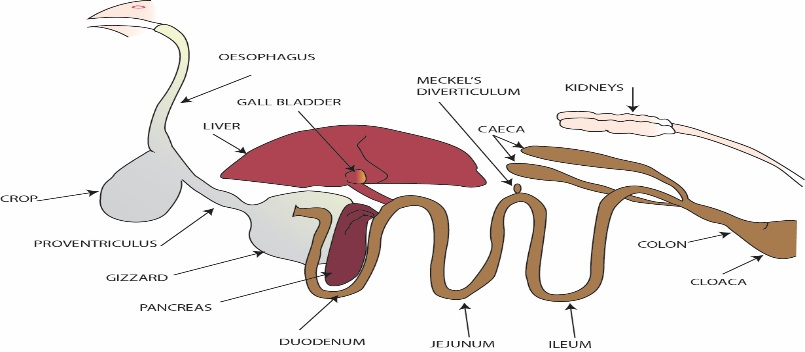 OESOPHAGUS
MECKEL'S
DIVERTICULUM
KIDNEYS
GALL BLADDER
LIVER
CAECA
CROP
PROVENTRICULUS
COLON
GIZZARD
CLOACA
PANCREAS
DUODENUM
JEJUNUM
ILEUM